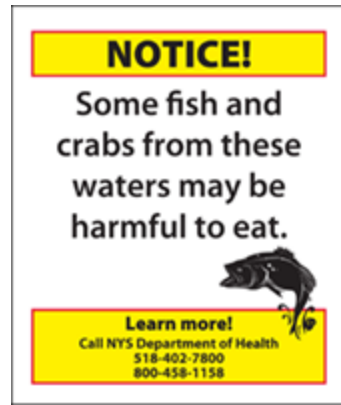 NOTICE!
Some fish and
crabs from these
waters may be
harmful to eat.
Learn more!
Call NYS Department of Health
518-402-7800
800-458-1158